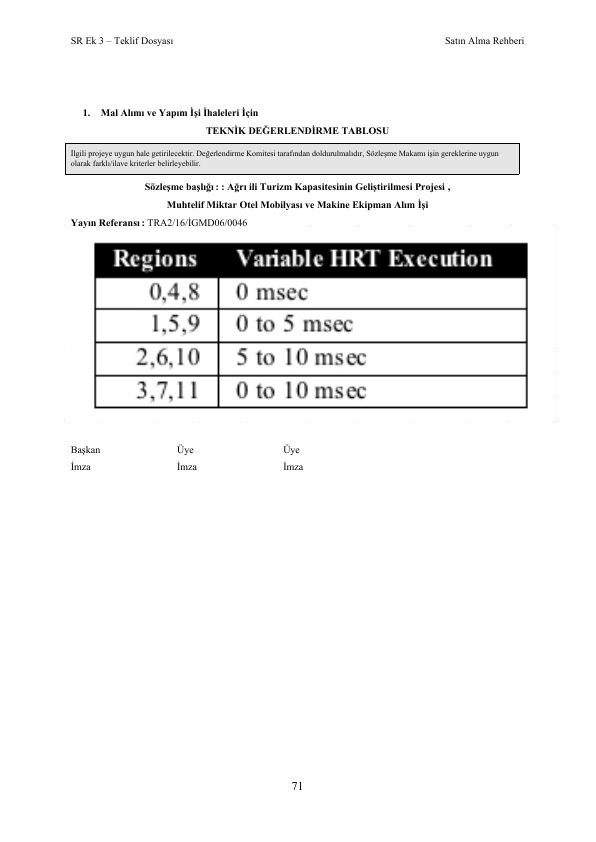 SR Ek 3 – Teklif Dosyası Satın Alma Rehberi
1. Mal Alımı ve Yapım İşi İhaleleri İçin
TEKNİK DEĞERLENDİRME TABLOSU
İlgili projeye uygun hale getirilecektir. Değerlendirme Komitesi tarafından doldurulmalıdır, Sözleşme Makamı işin gereklerine uygun
olarak farklı/ilave kriterler belirleyebilir.
Sözleşme başlığı : : Ağrı ili Turizm Kapasitesinin Geliştirilmesi Projesi ,
Muhtelif Miktar Otel Mobilyası ve Makine Ekipman Alım İşi
Yayın Referansı : TRA2/16/İGMD06/0046
Regions Variable HRT Execution
0,4,8 0 msec
1,5,9 0 to 5 msec
2,6,10 5 to 10 msec
3,7,11 0 to 10 msec
Başkan Üye Üye
İmza İmza İmza
71